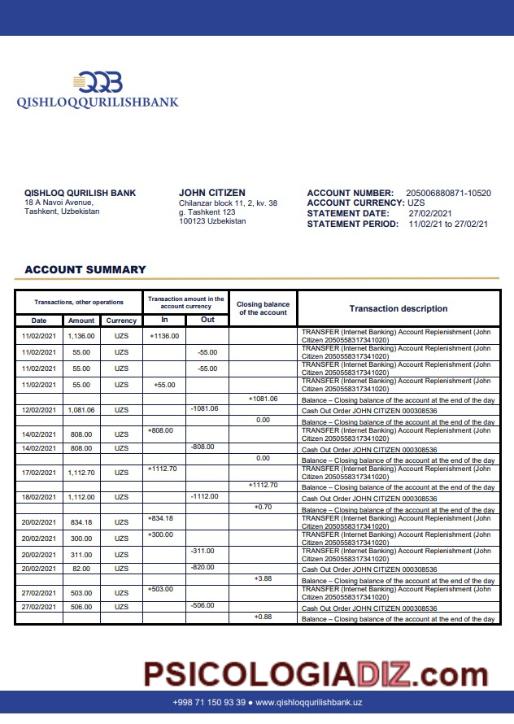 QQB
QISHLOQQURILISHBANK
QISHLOQ QURILISH BANK
18 A Navoi Avenue,
Tashkent, Uzbekistan
JOHN CITIZEN
Chilanzar block 11, 2, kv. 38
g. Tashkent 123
100123 Uzbekistan
ACCOUNT NUMBER: 205006880871-10520
ACCOUNT CURRENCY: UZS
STATEMENT DATE: 27/02/2021
STATEMENT PERIOD: 11/02/21 to 27/02/21
ACCOUNT SUMMARY
Transactions, other operations
Transaction amount in the
account currency
Closing balance
of the account
Transaction description
Date Amount Currency In Out
11/02/2021 1,136.00 UZS +1136.00 TRANSFER (Internet Banking) Account Replenishment (John
Citizen 2050558317341020)
11/02/2021 55.00 UZS -55.00 TRANSFER (Internet Banking) Account Replenishment (John
Citizen 2050558317341020)
11/02/2021 55.00 UZS -55.00 TRANSFER (Internet Banking) Account Replenishment (John
Citizen 2050558317341020)
11/02/2021 55.00 UZS +55.00 TRANSFER (Internet Banking) Account Replenishment (John
Citizen 2050558317341020)
+1081.06 Balance – Closing balance of the account at the end of the day
12/02/2021 1,081.06 UZS -1081.06 Cash Out Order JOHN CITIZEN 000308536
0.00 Balance – Closing balance of the account at the end of the day
14/02/2021 808.00 UZS +808.00 TRANSFER (Internet Banking) Account Replenishment (John
Citizen 2050558317341020)
14/02/2021 808.00 UZS -808.00 Cash Out Order JOHN CITIZEN 000308536
0.00 Balance – Closing balance of the account at the end of the day
17/02/2021 1,112.70 UZS +1112.70 TRANSFER (Internet Banking) Account Replenishment (John
Citizen 2050558317341020)
+1112.70 Balance – Closing balance of the account at the end of the day
18/02/2021 1,112.00 UZS -1112.00 Cash Out Order JOHN CITIZEN 000308536
+0.70 Balance – Closing balance of the account at the end of the day
20/02/2021 834.18 UZS +834.18 TRANSFER (Internet Banking) Account Replenishment (John
Citizen 2050558317341020)
20/02/2021 300.00 UZS +300.00 TRANSFER (Internet Banking) Account Replenishment (John
Citizen 2050558317341020)
20/02/2021 311.00 UZS -311.00 TRANSFER (Internet Banking) Account Replenishment (John
Citizen 2050558317341020)
20/02/2021 82.00 UZS -820.00 Cash Out Order JOHN CITIZEN 000308536
+3.88 Balance – Closing balance of the account at the end of the day
27/02/2021 503.00 UZS +503.00 TRANSFER (Internet Banking) Account Replenishment (John
Citizen 2050558317341020)
27/02/2021 506.00 UZS -506.00 Cash Out Order JOHN CITIZEN 000308536
+0.88 Balance – Closing balance of the account at the end of the day
PSICOLOGIADIZ.com
+998 71 150 93 39 ● www.qishloqqurilishbank.uz